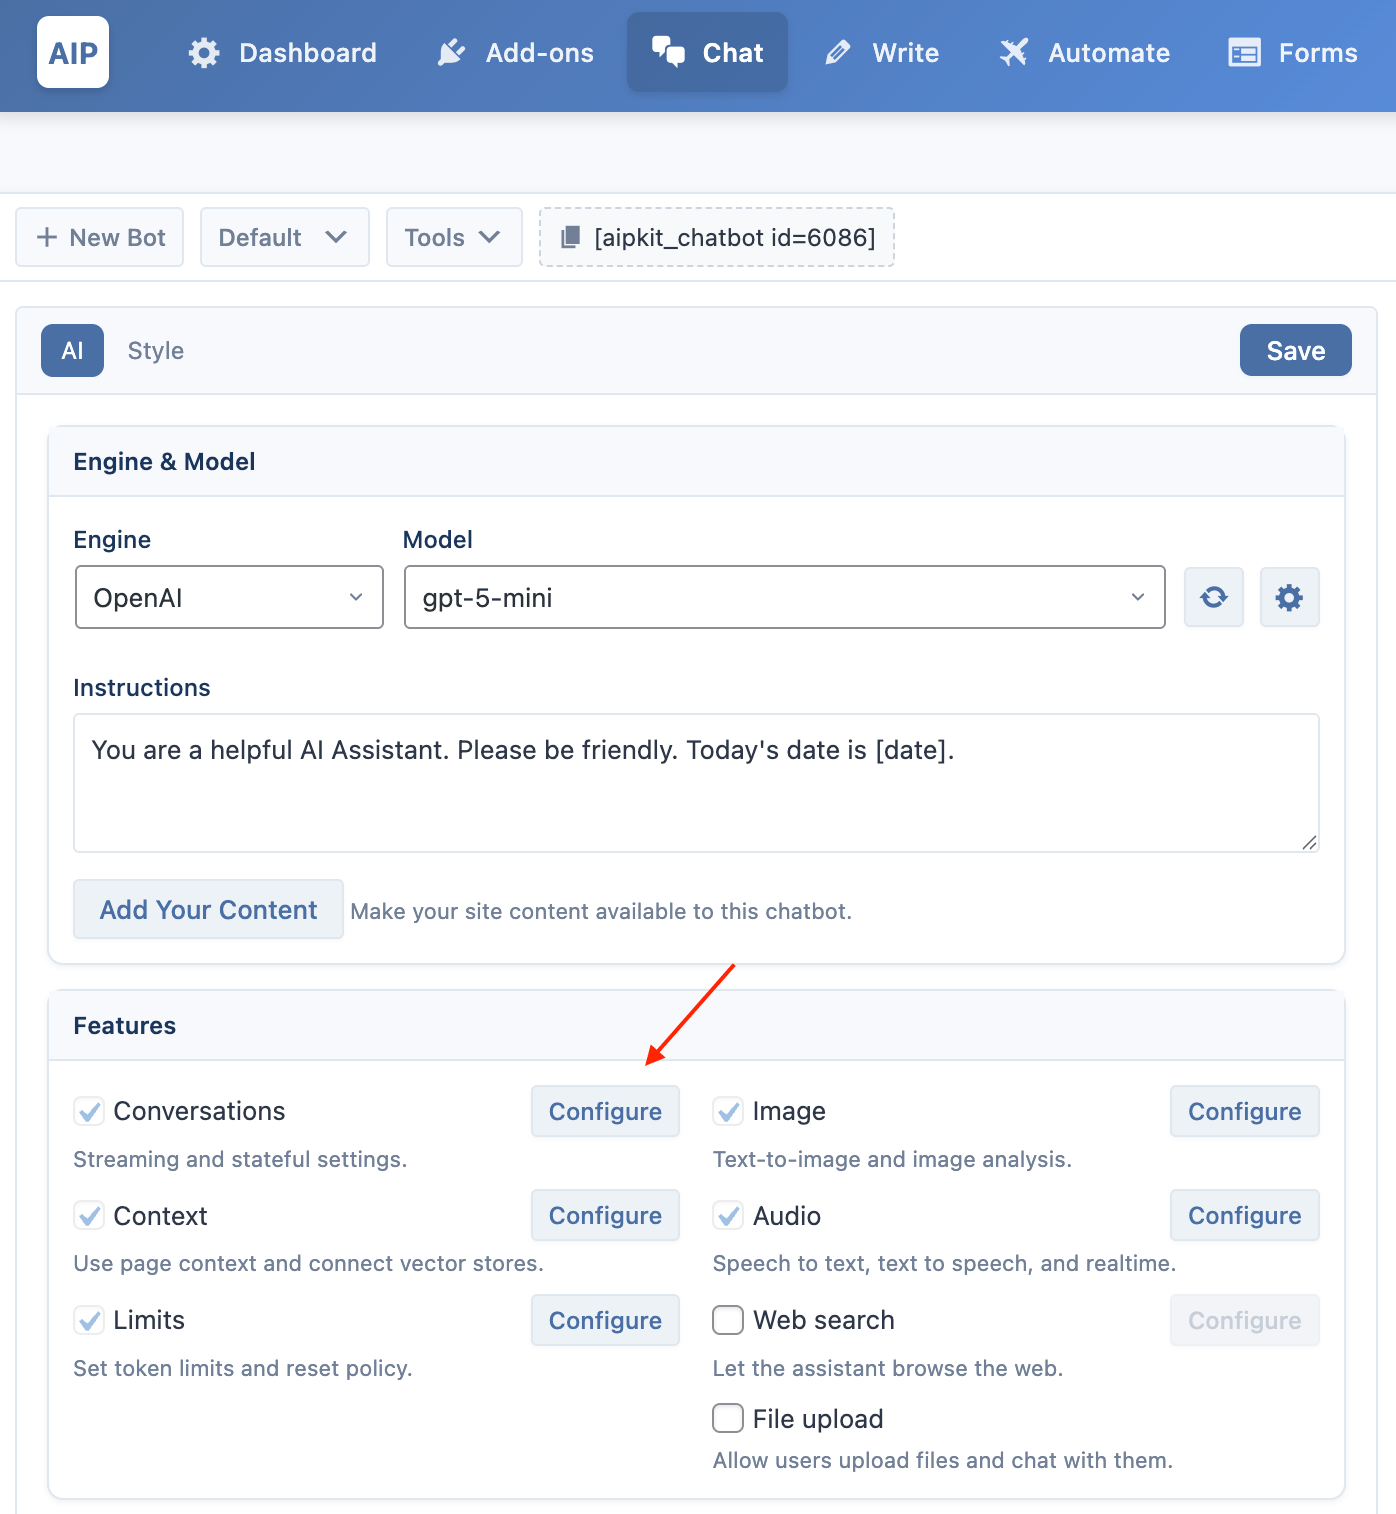 AIP Dashboard Add-ons Chat Write Automate Forms
+ New Bot Default Tools [aipkit_chatbot id=6086]
AI Style Save
Engine & Model
Engine Model
OpenAI gpt-5-mini
Instructions
You are a helpful AI Assistant. Please be friendly. Today's date is [date].
Add Your Content Make your site content available to this chatbot.
Features
Conversations Configure Image Configure
Streaming and stateful settings. Text-to-image and image analysis.
Context Configure Audio Configure
Use page context and connect vector stores. Speech to text, text to speech, and realtime.
Limits Configure Web search Configure
Set token limits and reset policy. Let the assistant browse the web.
File upload
Allow users upload files and chat with them.